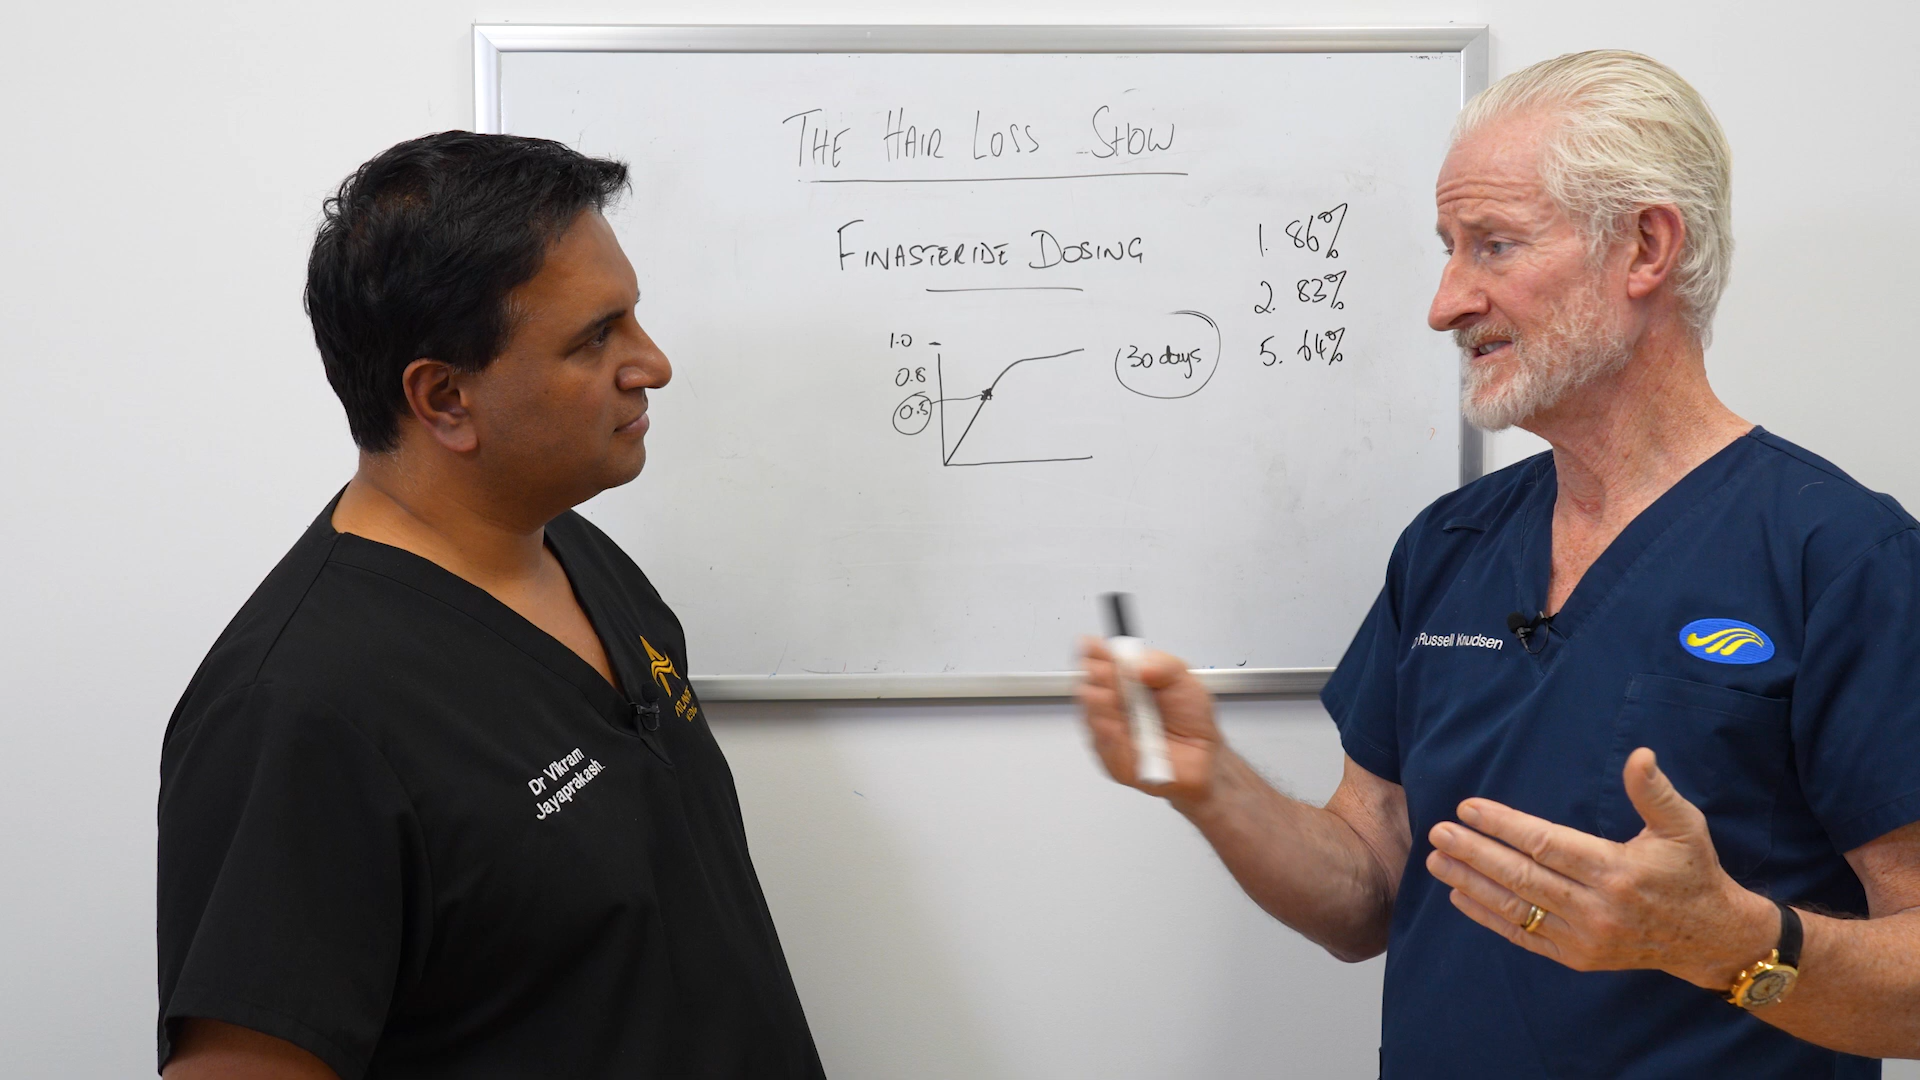 THE HAIR LOSS SHOW
FINASTERIDE DOSING
1. 86%
2. 83%
5. 64%
1.0
0.8
0.5
30 days
Dr Vikram
Jayaprakash
Russell Knudsen